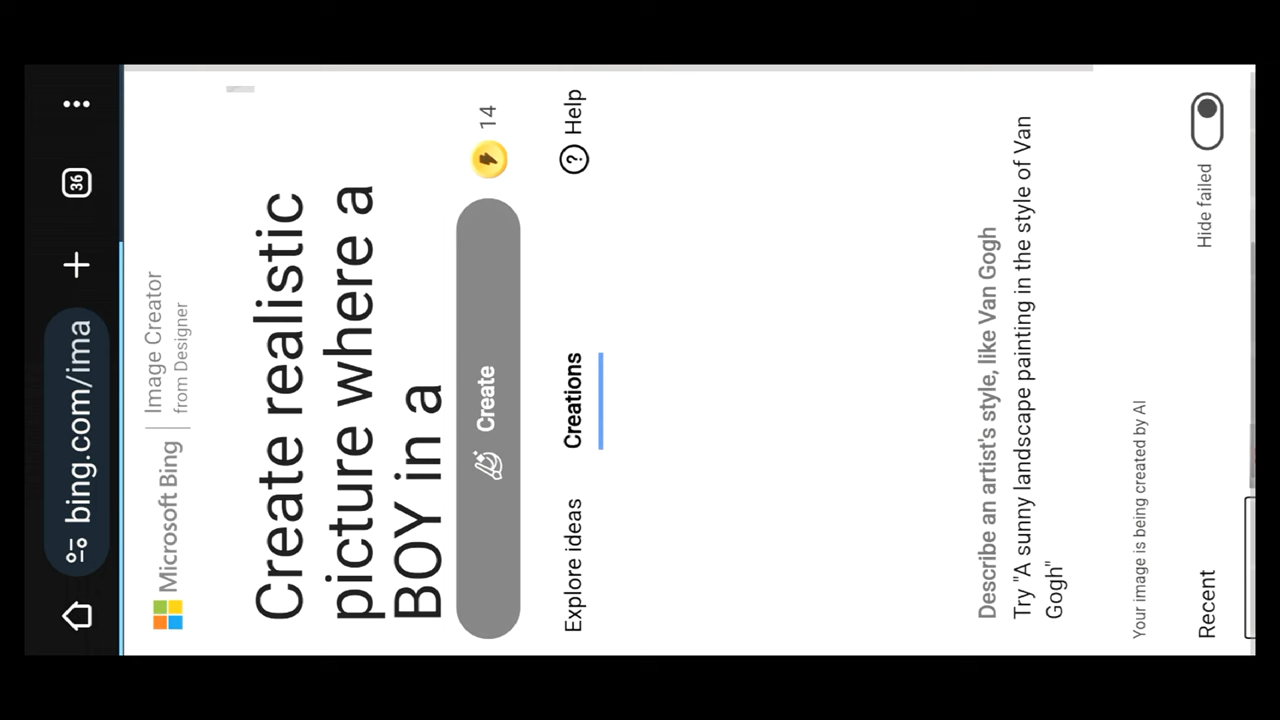 bing.com/ima
36
Microsoft Bing
Image Creator
from Designer
Create realistic
picture where a
BOY in a
Create
14
Explore ideas
Creations
Help
Describe an artist's style, like Van Gogh
Try "A sunny landscape painting in the style of Van
Gogh"
Your image is being created by AI
Recent
Hide failed